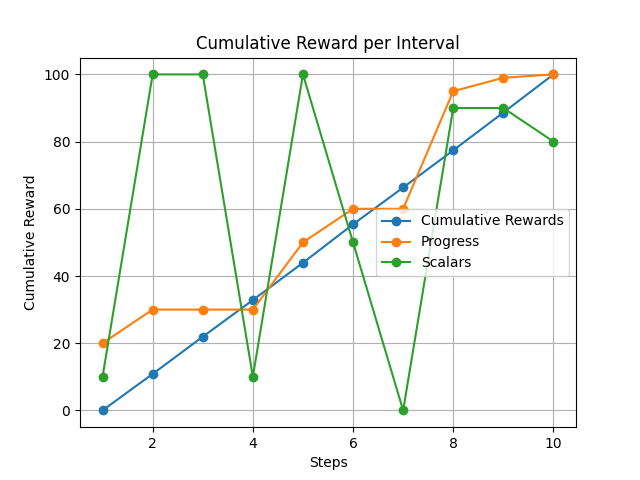 Cumulative Reward per Interval
100
80
60
40
20
0
Cumulative Reward
Cumulative Rewards
Progress
Scalars
2
4
6
8
10
Steps